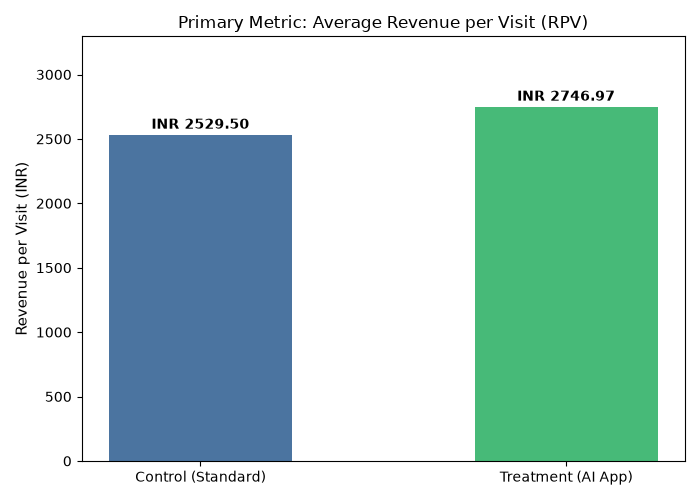 Primary Metric: Average Revenue per Visit (RPV)
Revenue per Visit (INR)
3000
2500
2000
1500
1000
500
0
INR 2529.50
INR 2746.97
Control (Standard)
Treatment (AI App)